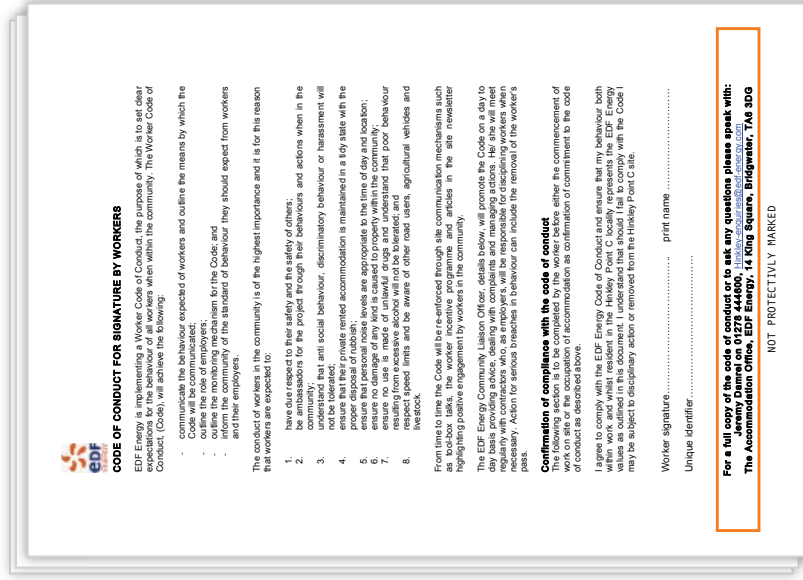 edf
ENERGY
CODE OF CONDUCT FOR SIGNATURE BY WORKERS
EDF Energy is implementing a Worker Code of Conduct, the purpose of which is to set clear
expectations for the behaviour of all workers when within the community. The Worker Code of
Conduct, (Code), will achieve the following:
- communicate the behaviour expected of workers and outline the means by which the
Code will be communicated;
- outline the role of employers;
- outline the monitoring mechanism for the Code; and
- inform the community of the standard of behaviour they should expect from workers
and their employers.
The conduct of workers in the community is of the highest importance and it is for this reason
that workers are expected to:
1. have due respect to their safety and the safety of others;
2. be ambassadors for the project through their behaviours and actions when in the
community;
3. understand that anti social behaviour, discriminatory behaviour or harassment will
not be tolerated;
4. ensure that their private rented accommodation is maintained in a tidy state with the
proper disposal of rubbish;
5. ensure that personal noise levels are appropriate to the time of day and location;
6. ensure no damage of any kind is caused to property within the community;
7. ensure no use is made of unlawful drugs and understand that poor behaviour
resulting from excessive alcohol will not be tolerated; and
8. respect speed limits and be aware of other road users, agricultural vehicles and
livestock.
From time to time the Code will be re-enforced through site communication mechanisms such
as tool-box talks, the worker incentive programme and articles in the site newsletter
highlighting positive engagement by workers in the community.
The EDF Energy Community Liaison Officer, details below, will promote the Code on a day to
day basis providing advice, dealing with complaints and managing actions. He/ she will meet
regularly with contractors who, as employers, will be responsible for disciplining workers when
necessary. Action for serious breaches in behaviour can include the removal of the worker's
pass.
Confirmation of compliance with the code of conduct
The following section is to be completed by the worker before either the commencement of
work on site or the occupation of accommodation as confirmation of commitment to the code
of conduct as described above.
I agree to comply with the EDF Energy Code of Conduct and ensure that my behaviour both
within work and whilst resident in the Hinkley Point C locality represents the EDF Energy
values as outlined in this document. I understand that should I fail to comply with the Code I
may be subject to disciplinary action or removed from the Hinkley Point C site.
Worker signature.............................. print name ..............................
Unique identifier ..............................
For a full copy of the code of conduct or to ask any questions please speak with:
Jeremy Damrel on 01278 444600, Hinkley-enquiries@edf-energy.com
The Accommodation Office, EDF Energy, 14 King Square, Bridgwater, TA6 3DG
NOT PROTECTIVELY MARKED